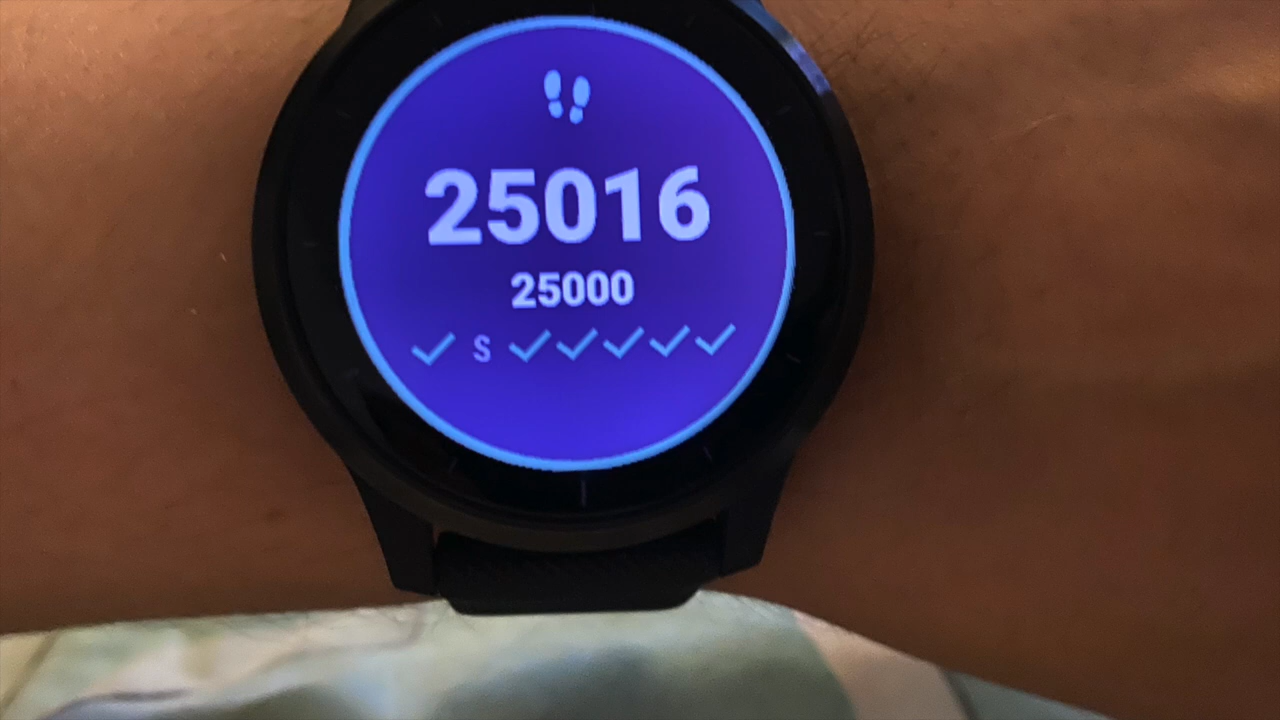 25016
25000
✓ S ✓ ✓ ✓ ✓ ✓